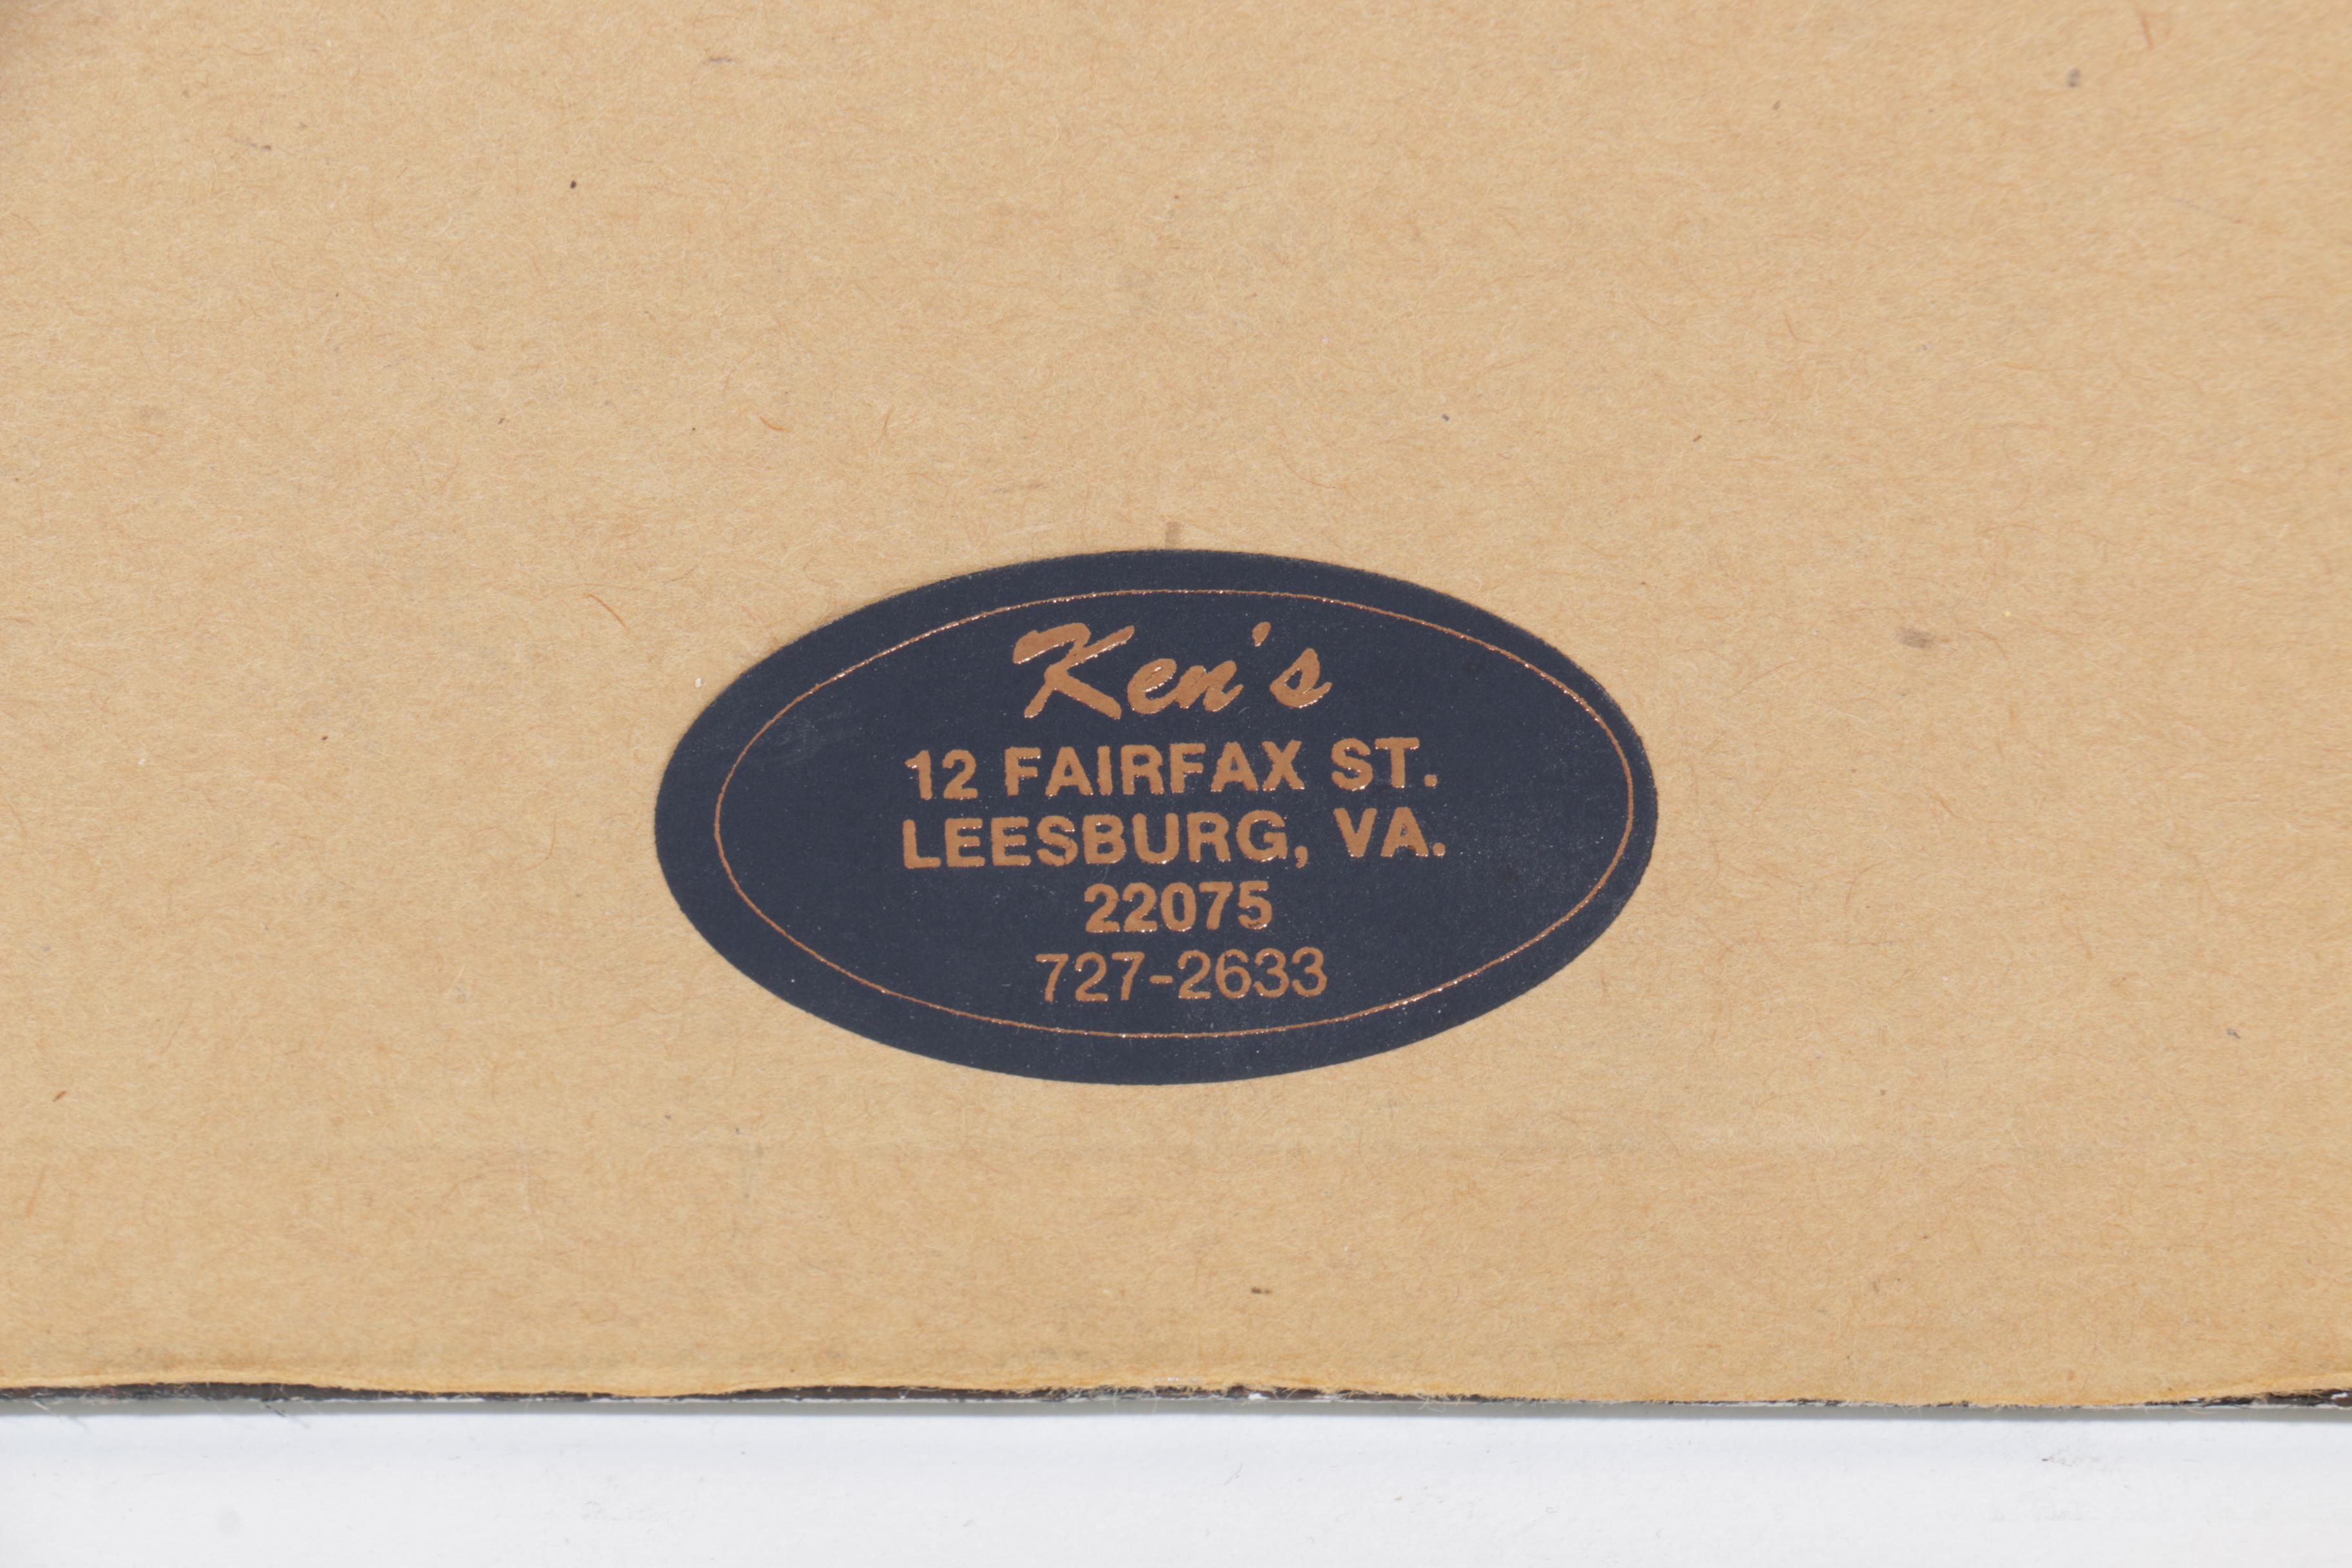 Ken's
12 FAIRFAX ST.
LEESBURG, VA.
22075
727-2633